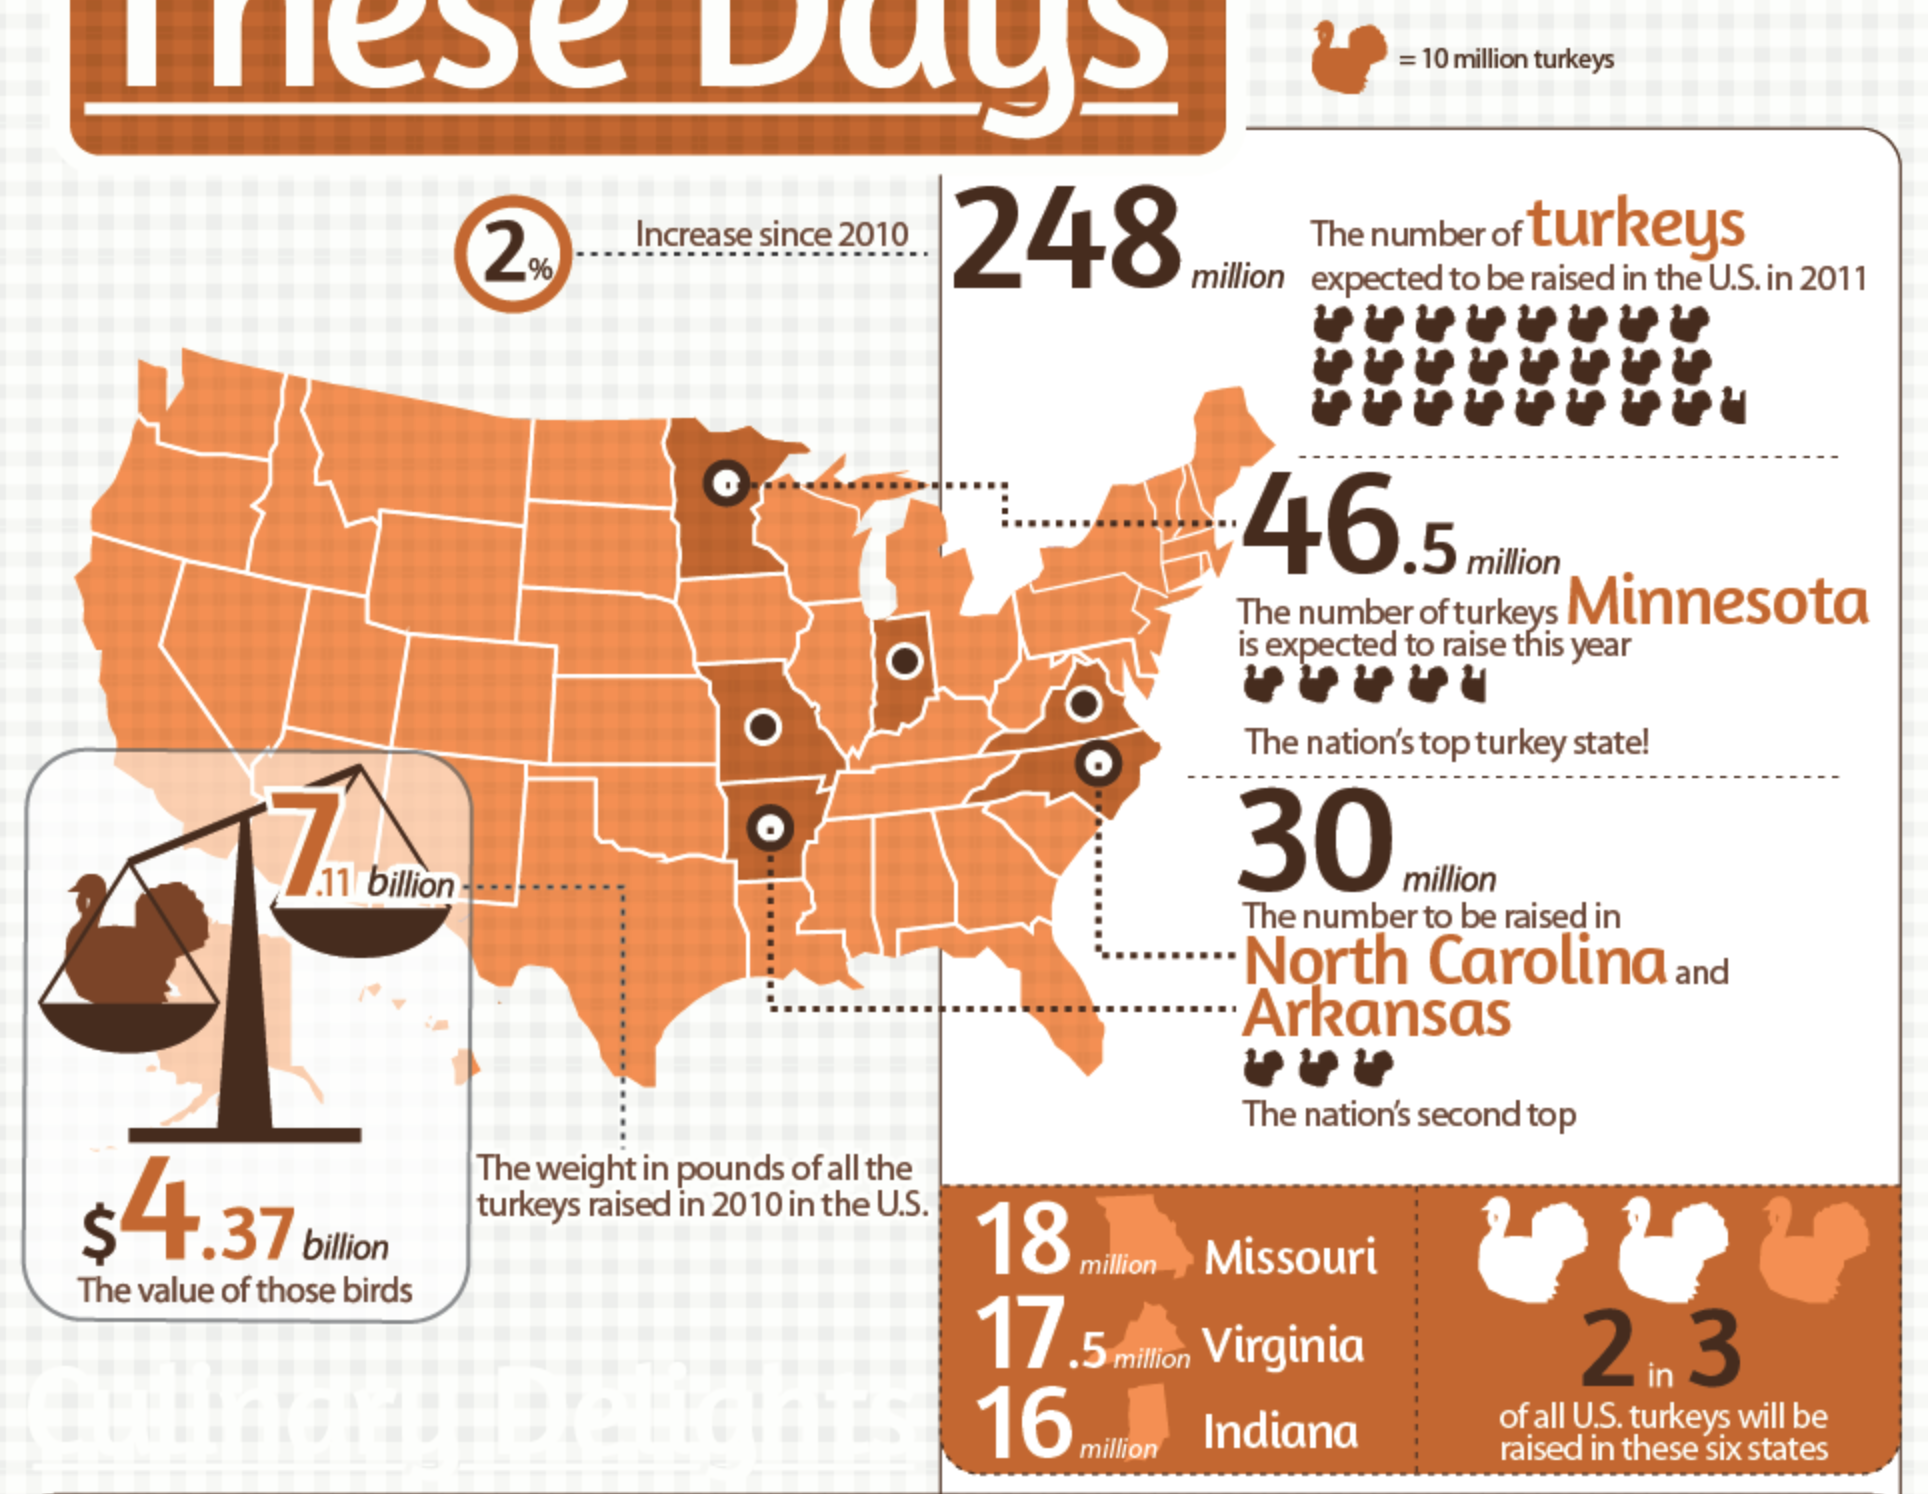 These Days
= 10 million turkeys
2%
Increase since 2010
248 million
The number of turkeys
expected to be raised in the U.S. in 2011
46.5 million
The number of turkeys Minnesota
is expected to raise this year
The nation's top turkey state!
30 million
The number to be raised in
North Carolina and
Arkansas
The nation's second top
7.11 billion
The weight in pounds of all the
turkeys raised in 2010 in the U.S.
$4.37 billion
The value of those birds
18 million Missouri
17.5 million Virginia
16 million Indiana
2 in 3
of all U.S. turkeys will be
raised in these six states
Culinary Delights